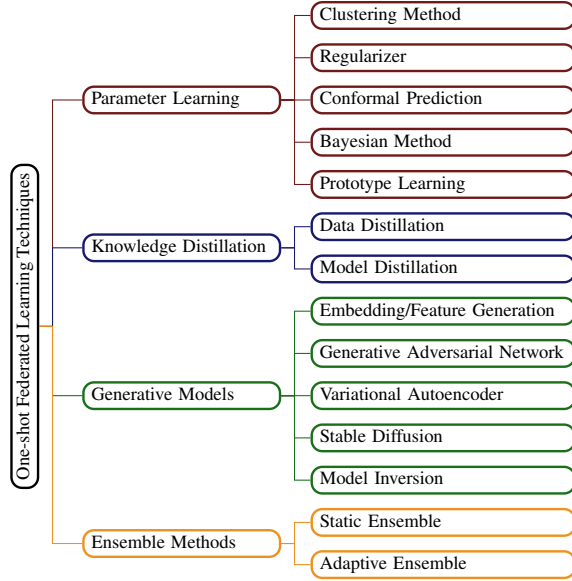 One-shot Federated Learning Techniques
Parameter Learning
Clustering Method
Regularizer
Conformal Prediction
Bayesian Method
Prototype Learning
Knowledge Distillation
Data Distillation
Model Distillation
Generative Models
Embedding/Feature Generation
Generative Adversarial Network
Variational Autoencoder
Stable Diffusion
Model Inversion
Ensemble Methods
Static Ensemble
Adaptive Ensemble